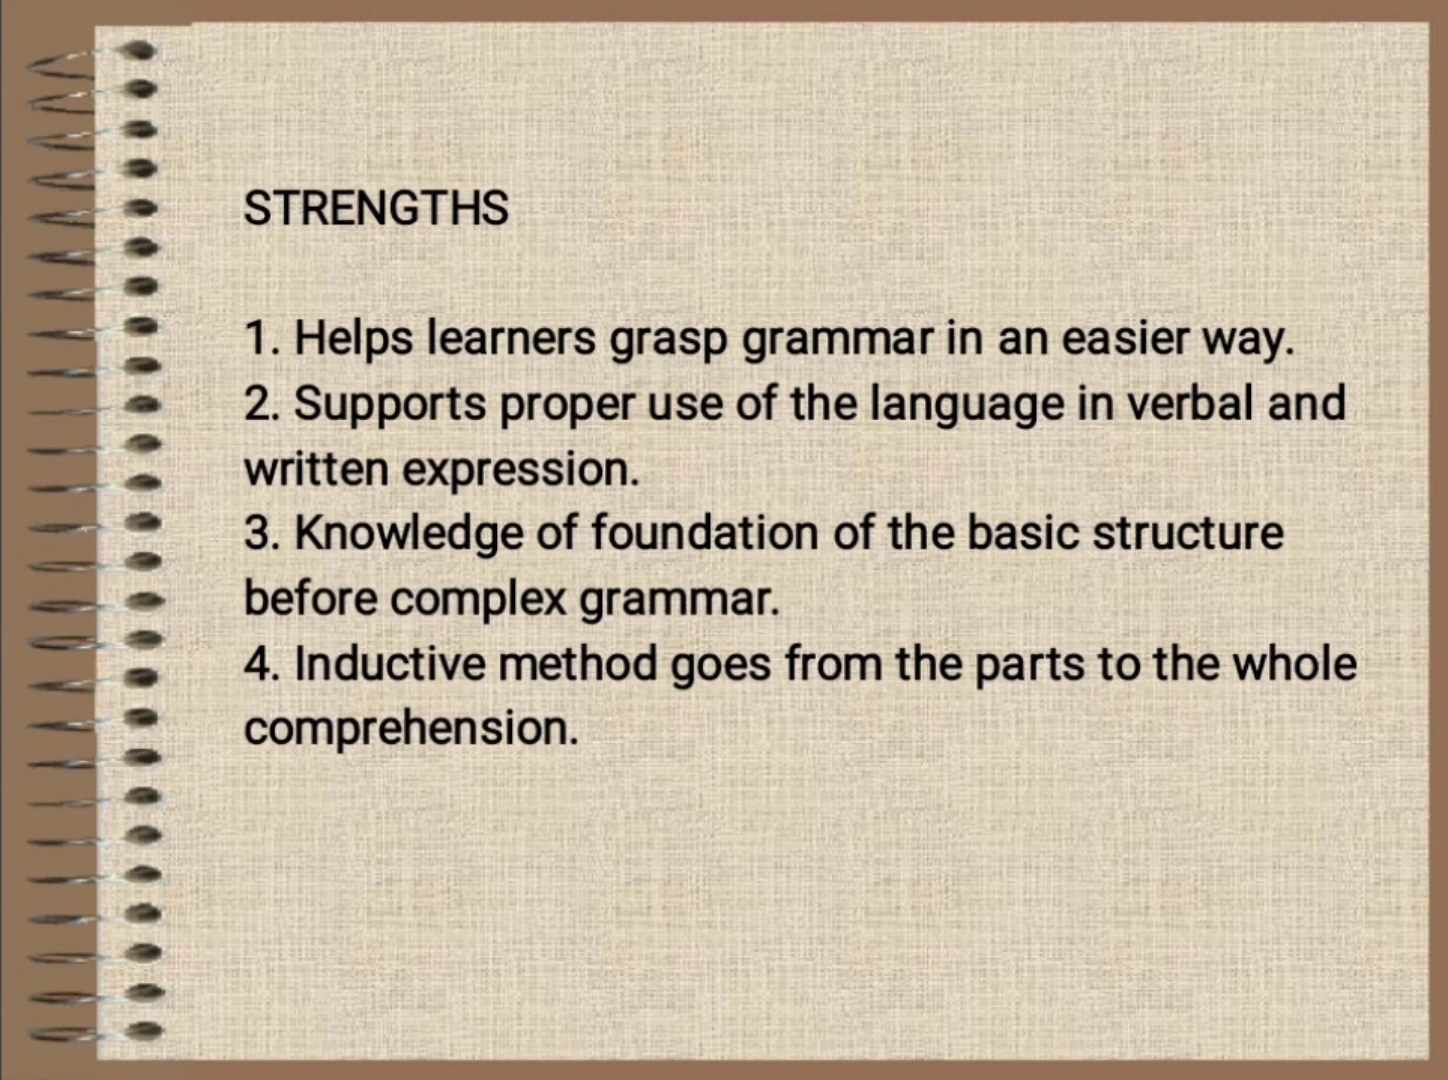 STRENGTHS
1. Helps learners grasp grammar in an easier way.
2. Supports proper use of the language in verbal and
written expression.
3. Knowledge of foundation of the basic structure
before complex grammar.
4. Inductive method goes from the parts to the whole
comprehension.